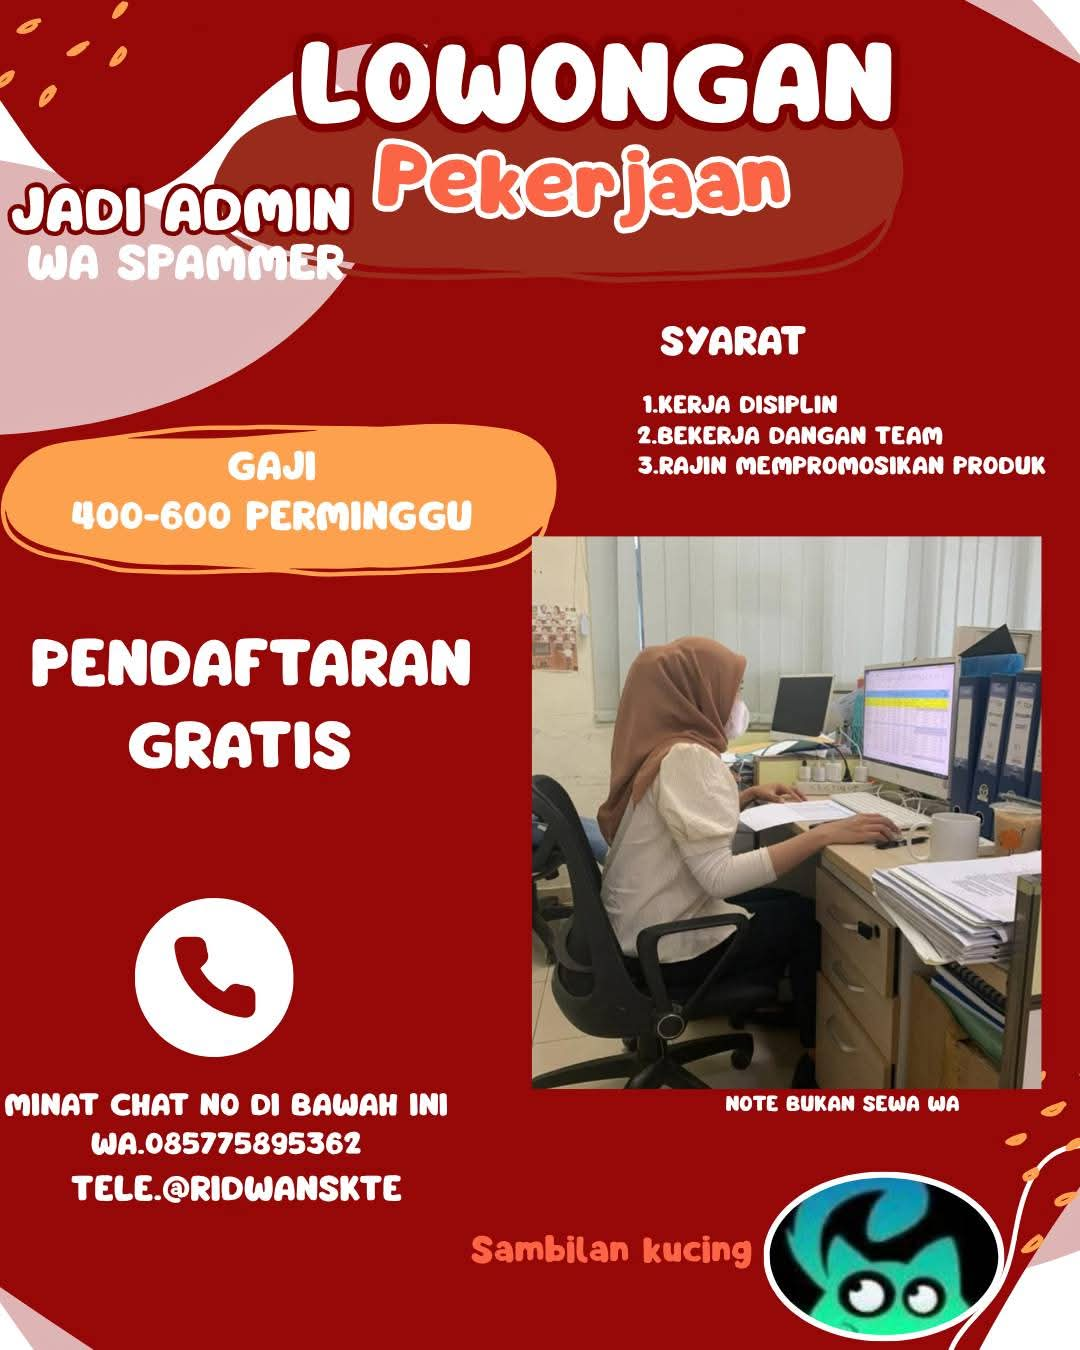 LOWONGAN
Pekerjaan
JADI ADMIN
WA SPAMMER
SYARAT
1.KERJA DISIPLIN
2.BEKERJA DANGAN TEAM
3.RAJIN MEMPROMOSIKAN PRODUK
GAJI
400-600 PERMINGGU
PENDAFTARAN
GRATIS
MINAT CHAT NO DI BAWAH INI
WA.085775895362
TELE.@RIDWANSKTE
NOTE BUKAN SEWA WA
Sambilan kucing